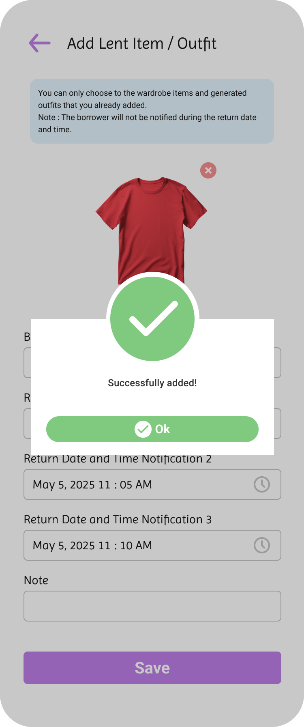 Add Lent Item / Outfit
You can only choose to the wardrobe items and generated
outfits that you already added.
Note : The borrower will not be notified during the return date
and time.
Successfully added!
Ok
Return Date and Time Notification 2
May 5, 2025 11 : 05 AM
Return Date and Time Notification 3
May 5, 2025 11 : 10 AM
Note
Save